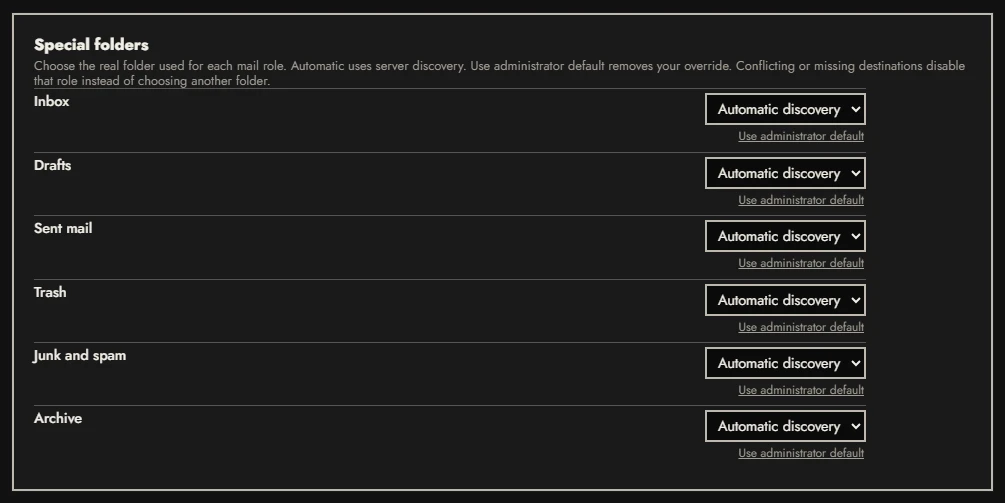 Special folders
Choose the real folder used for each mail role. Automatic uses server discovery. Use administrator default removes your override. Conflicting or missing destinations disable
that role instead of choosing another folder.
Inbox
Automatic discovery
Use administrator default
Drafts
Automatic discovery
Use administrator default
Sent mail
Automatic discovery
Use administrator default
Trash
Automatic discovery
Use administrator default
Junk and spam
Automatic discovery
Use administrator default
Archive
Automatic discovery
Use administrator default